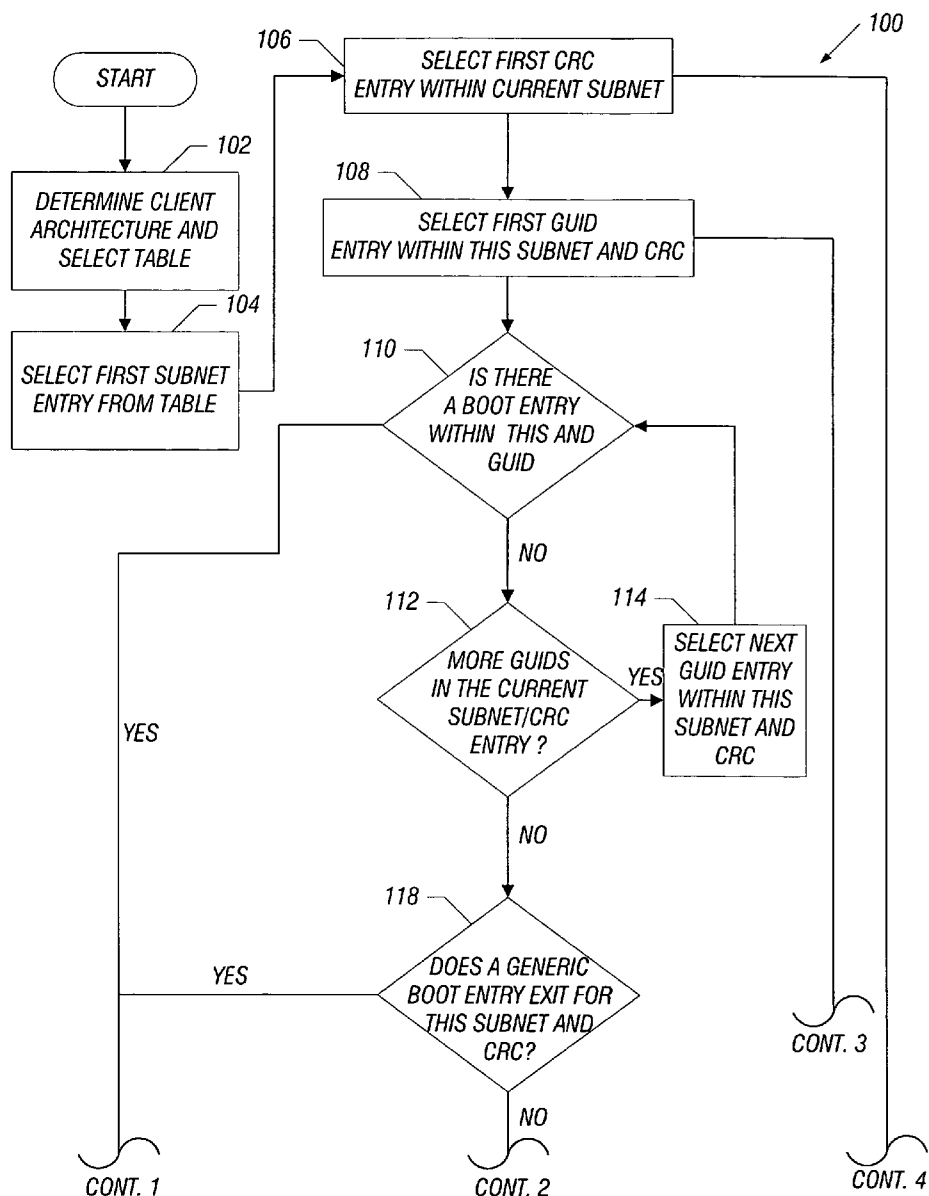 100
106
SELECT FIRST CRC
ENTRY WITHIN CURRENT SUBNET
START
102
DETERMINE CLIENT
ARCHITECTURE AND
SELECT TABLE
108
SELECT FIRST GUID
ENTRY WITHIN THIS SUBNET AND CRC
104
SELECT FIRST SUBNET
ENTRY FROM TABLE
110
IS THERE
A BOOT ENTRY
WITHIN THIS AND
GUID
NO
112
MORE GUIDS
IN THE CURRENT
SUBNET/CRC
ENTRY ?
YES
114
SELECT NEXT
GUID ENTRY
WITHIN THIS
SUBNET AND
CRC
YES
NO
118
DOES A GENERIC
BOOT ENTRY EXIT FOR
THIS SUBNET AND
CRC?
YES
NO
CONT. 3
CONT. 1
CONT. 2
CONT. 4